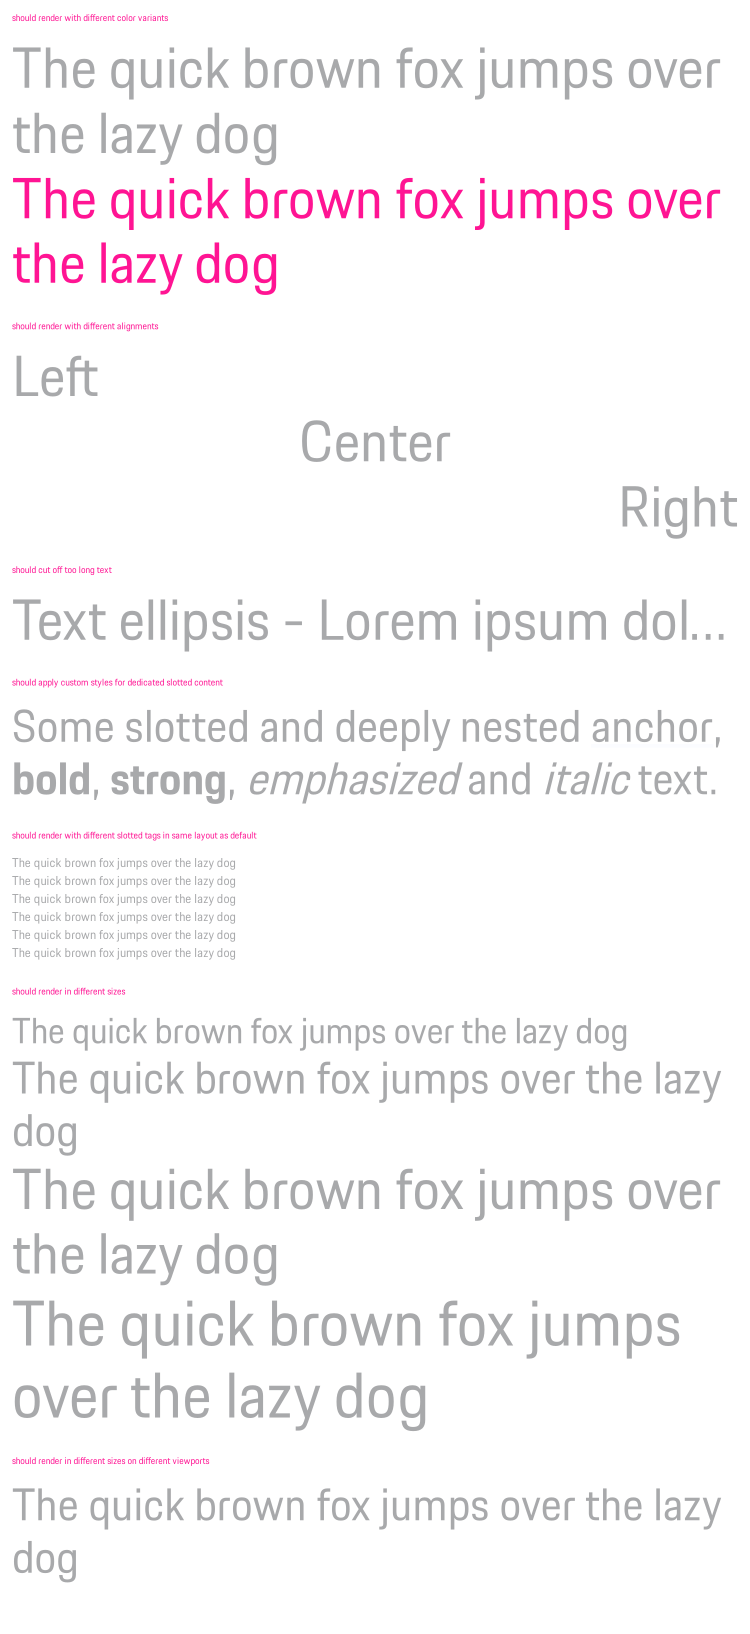 should render with different color variants
The quick brown fox jumps over
the lazy dog
The quick brown fox jumps over
the lazy dog
should render with different alignments
Left
Center
Right
should cut off too long text
Text ellipsis - Lorem ipsum dol...
should apply custom styles for dedicated slotted content
Some slotted and deeply nested anchor,
bold, strong, emphasized and italic text.
should render with different slotted tags in same layout as default
The quick brown fox jumps over the lazy dog
The quick brown fox jumps over the lazy dog
The quick brown fox jumps over the lazy dog
The quick brown fox jumps over the lazy dog
The quick brown fox jumps over the lazy dog
The quick brown fox jumps over the lazy dog
should render in different sizes
The quick brown fox jumps over the lazy dog
The quick brown fox jumps over the lazy
dog
The quick brown fox jumps over
the lazy dog
The quick brown fox jumps
over the lazy dog
should render in different sizes on different viewports
The quick brown fox jumps over the lazy
dog